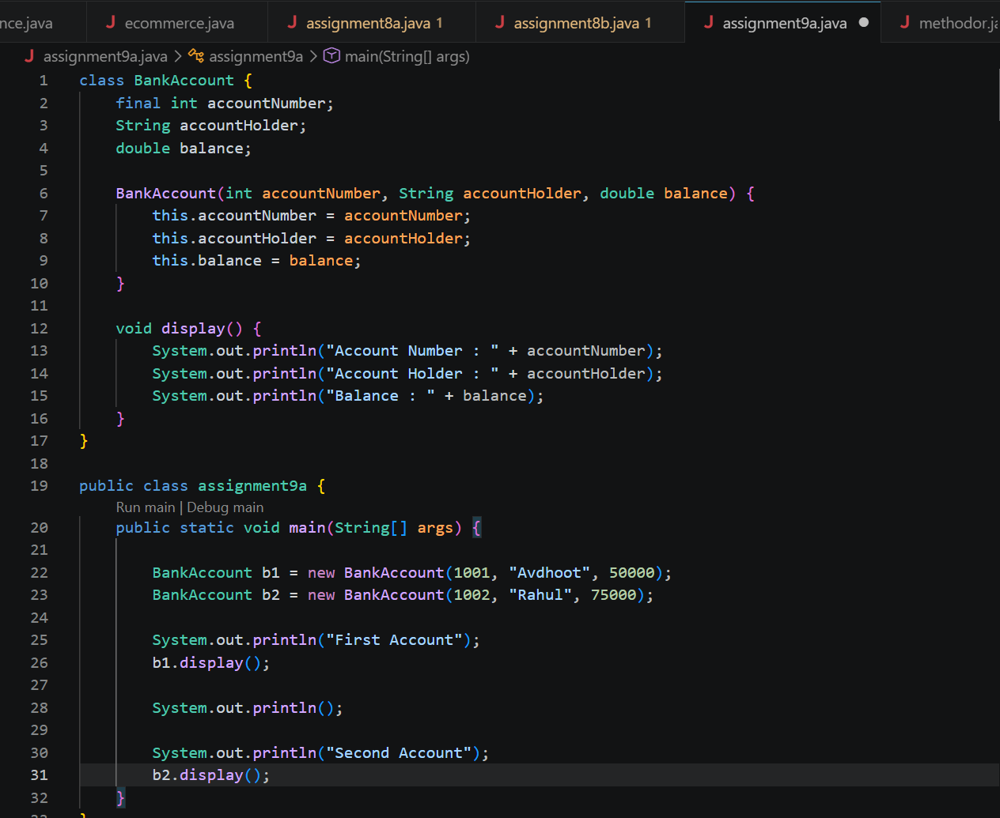 nce.java ecommerce.java assignment8a.java 1 assignment8b.java 1 assignment9a.java methodor.ja
assignment9a.java > assignment9a > main(String[] args)
1 class BankAccount {
2 final int accountNumber;
3 String accountHolder;
4 double balance;
5
6 BankAccount(int accountNumber, String accountHolder, double balance) {
7 this.accountNumber = accountNumber;
8 this.accountHolder = accountHolder;
9 this.balance = balance;
10 }
11
12 void display() {
13 System.out.println("Account Number : " + accountNumber);
14 System.out.println("Account Holder : " + accountHolder);
15 System.out.println("Balance : " + balance);
16 }
17 }
18
19 public class assignment9a {
Run main | Debug main
20 public static void main(String[] args) {
21
22 BankAccount b1 = new BankAccount(1001, "Avdhoot", 50000);
23 BankAccount b2 = new BankAccount(1002, "Rahul", 75000);
24
25 System.out.println("First Account");
26 b1.display();
27
28 System.out.println();
29
30 System.out.println("Second Account");
31 b2.display();
32 }
33 }